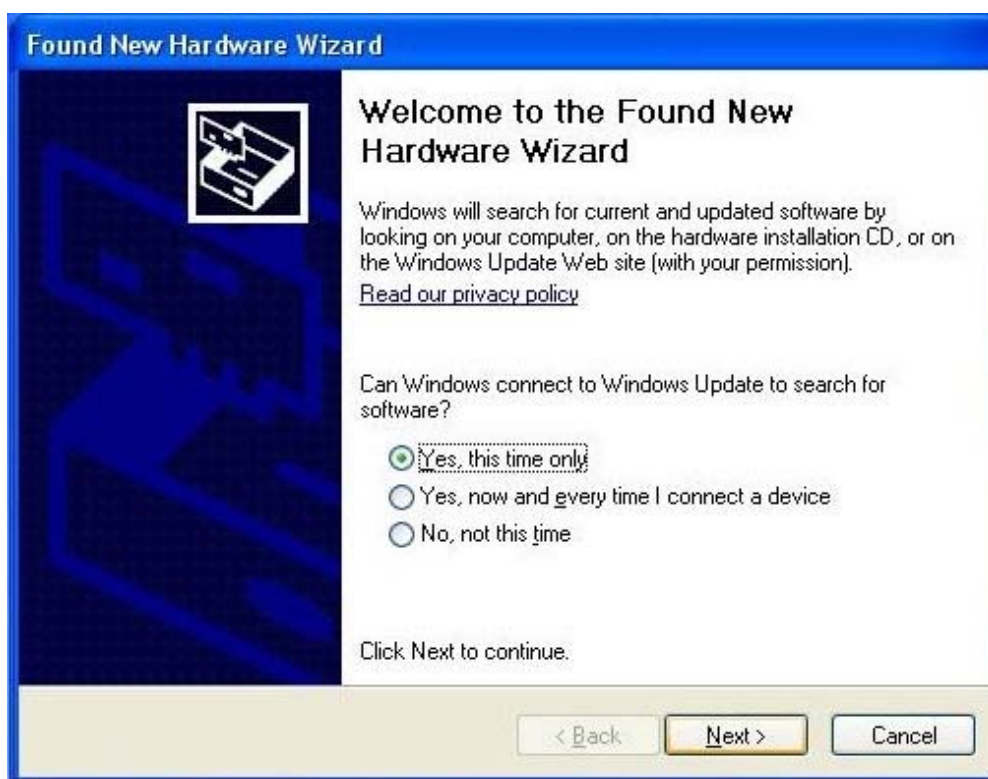 Found New Hardware Wizard
Welcome to the Found New
Hardware Wizard
Windows will search for current and updated software by
looking on your computer, on the hardware installation CD, or on
the Windows Update Web site (with your permission).
Read our privacy policy
Can Windows connect to Windows Update to search for
software?
Yes, this time only
Yes, now and every time I connect a device
No, not this time
Click Next to continue.
< Back Next > Cancel